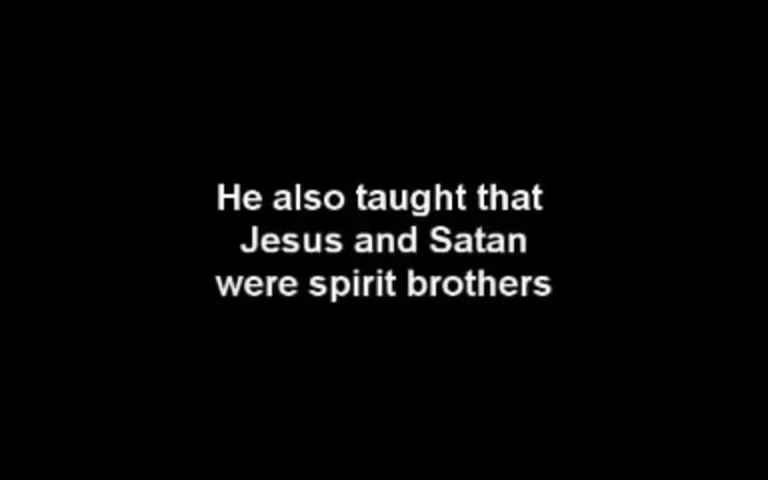 He also taught that
Jesus and Satan
were spirit brothers